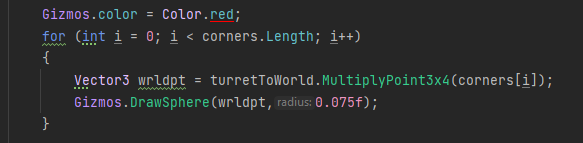 Gizmos.color = Color.red;
for (int i = 0; i < corners.Length; i++)
{
Vector3 wrldpt = turretToWorld.MultiplyPoint3x4(corners[i]);
Gizmos.DrawSphere(wrldpt, radius: 0.075f);
}